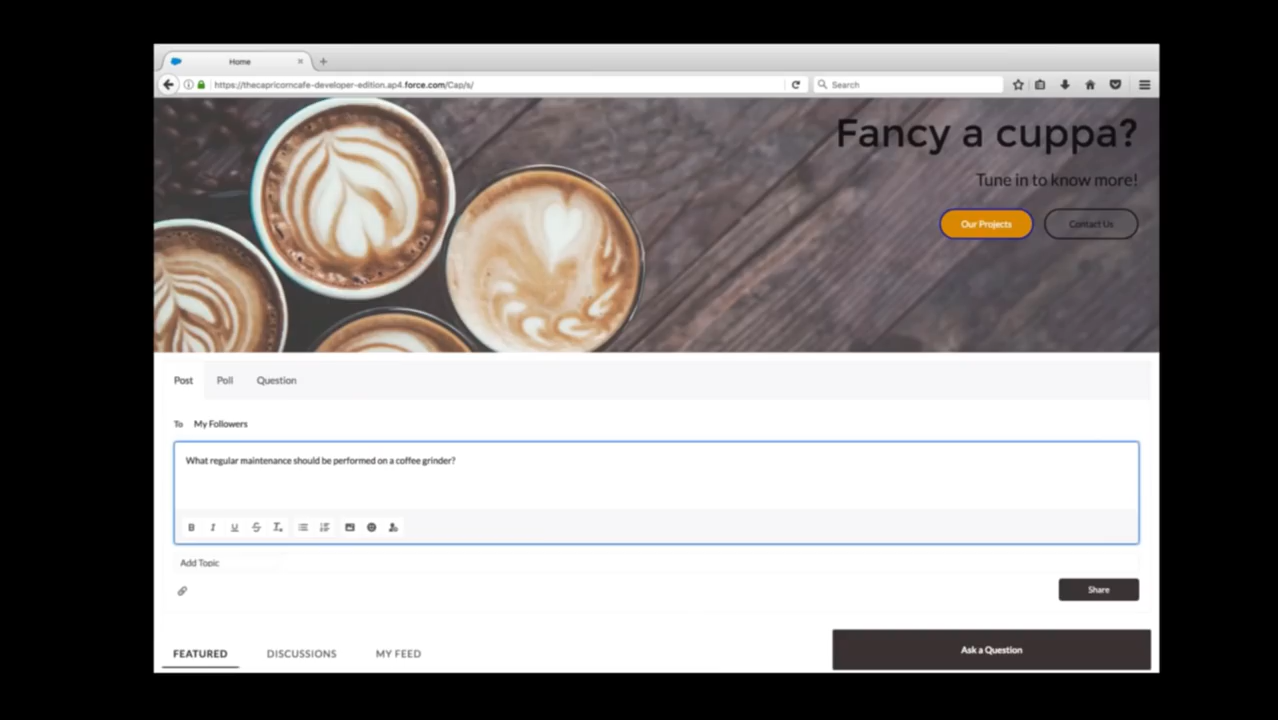 Home
https://thecapricorncafe-developer-edition.ap4.force.com/Cap/s/
Search
Fancy a cuppa?
Tune in to know more!
Our Projects
Contact Us
Post Poll Question
To My Followers
What regular maintenance should be performed on a coffee grinder?
Add Topic
Share
FEATURED DISCUSSIONS MY FEED
Ask a Question